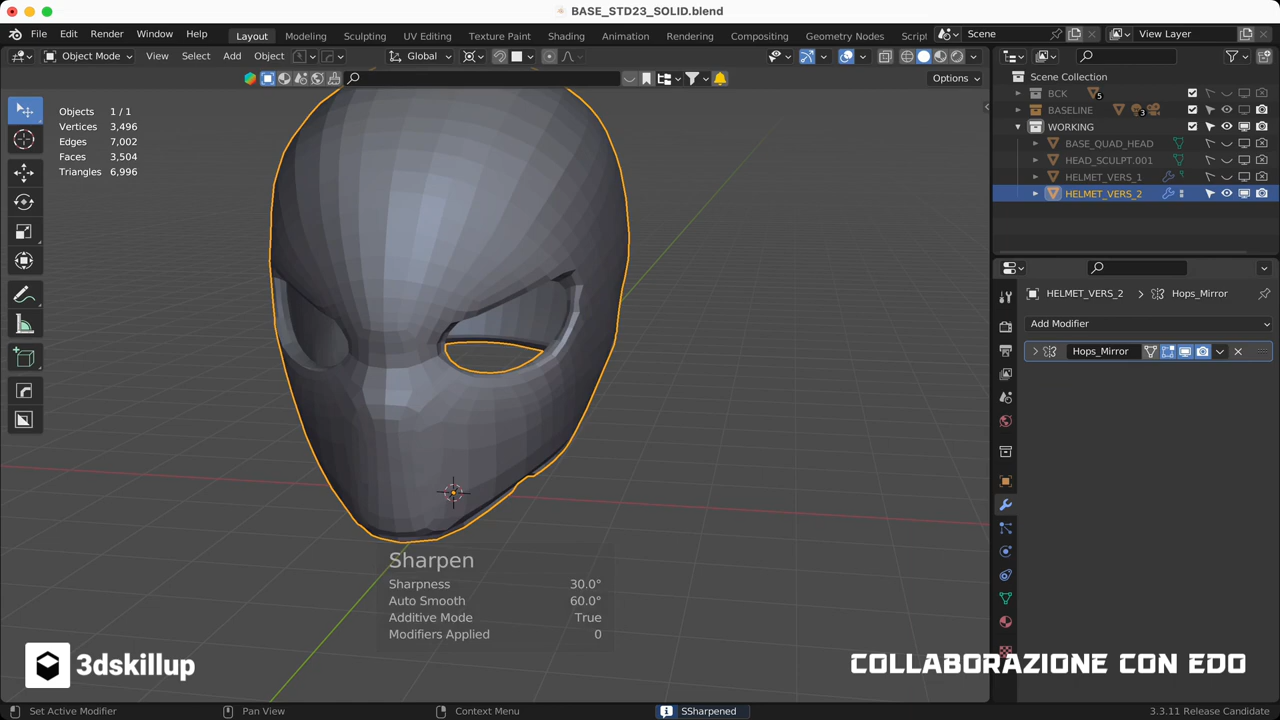 BASE_STD23_SOLID.blend
File Edit Render Window Help
Layout Modeling Sculpting UV Editing Texture Paint Shading Animation Rendering Compositing Geometry Nodes Script
Scene
View Layer
Object Mode View Select Add Object
Global
Options
Objects 1 / 1
Vertices 3,496
Edges 7,002
Faces 3,504
Triangles 6,996
Scene Collection
BCK 5
BASELINE 3
WORKING
BASE_QUAD_HEAD
HEAD_SCULPT.001
HELMET_VERS_1
HELMET_VERS_2
HELMET_VERS_2 Hops_Mirror
Add Modifier
Hops_Mirror
Sharpen
Sharpness 30.0°
Auto Smooth 60.0°
Additive Mode True
Modifiers Applied 0
3dskillup
COLLABORAZIONE CON EDO
Set Active Modifier Pan View Context Menu SSharpened 3.3.11 Release Candidate